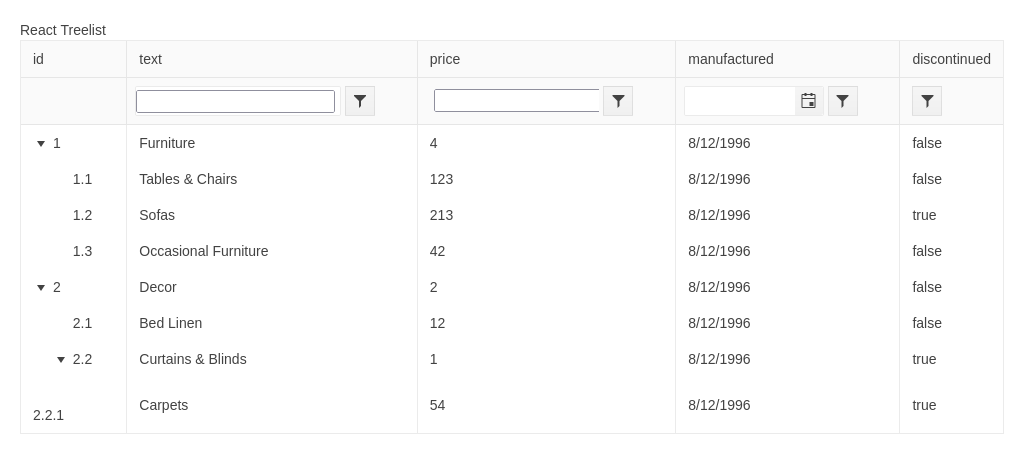 React Treelist
id text price manufactured discontinued
1 Furniture 4 8/12/1996 false
1.1 Tables & Chairs 123 8/12/1996 false
1.2 Sofas 213 8/12/1996 true
1.3 Occasional Furniture 42 8/12/1996 false
2 Decor 2 8/12/1996 false
2.1 Bed Linen 12 8/12/1996 false
2.2 Curtains & Blinds 1 8/12/1996 true
2.2.1 Carpets 54 8/12/1996 true